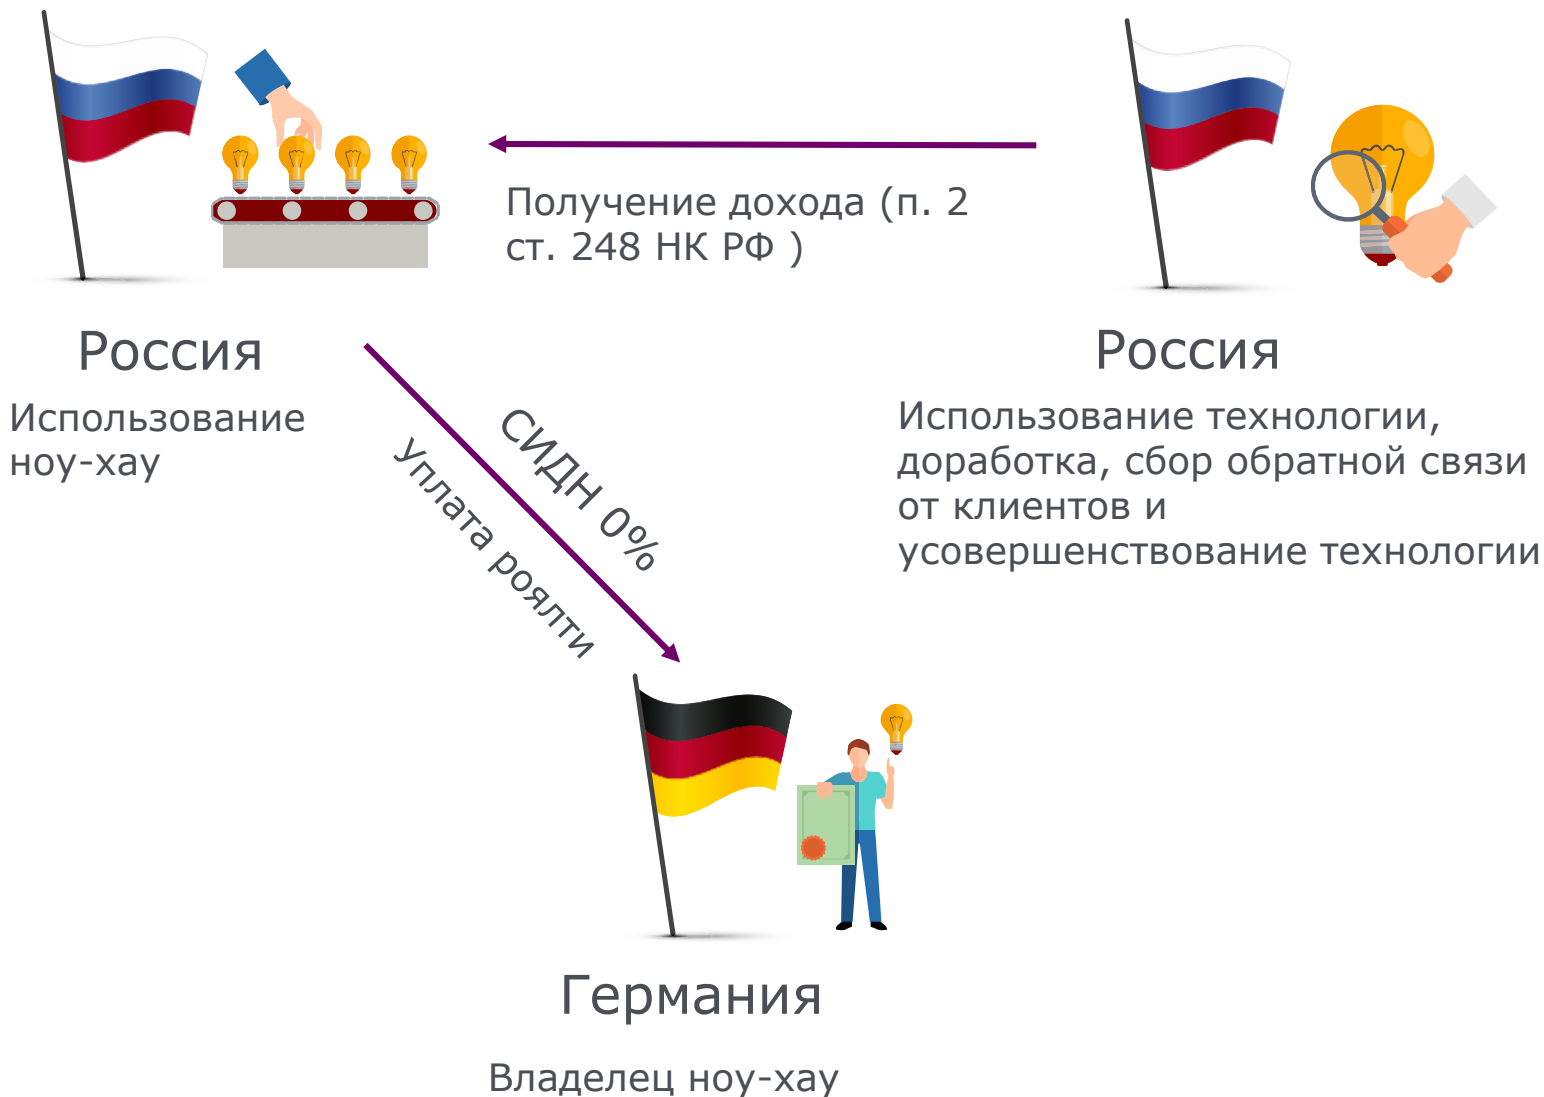 Получение дохода (п. 2
ст. 248 НК РФ )
Россия
Использование
ноу-хау
Россия
Использование технологии,
доработка, сбор обратной связи
от клиентов и
усовершенствование технологии
СИДН 0%
Уплата роялти
Германия
Владелец ноу-хау